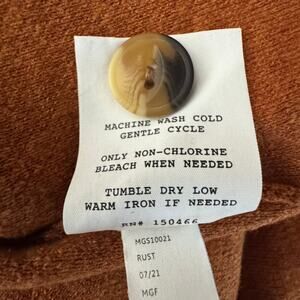 MACHINE WASH COLD
GENTLE CYCLE
ONLY NON-CHLORINE
BLEACH WHEN NEEDED
TUMBLE DRY LOW
WARM IRON IF NEEDED
RN# 150466
MGS10021
RUST
07/21
MGF